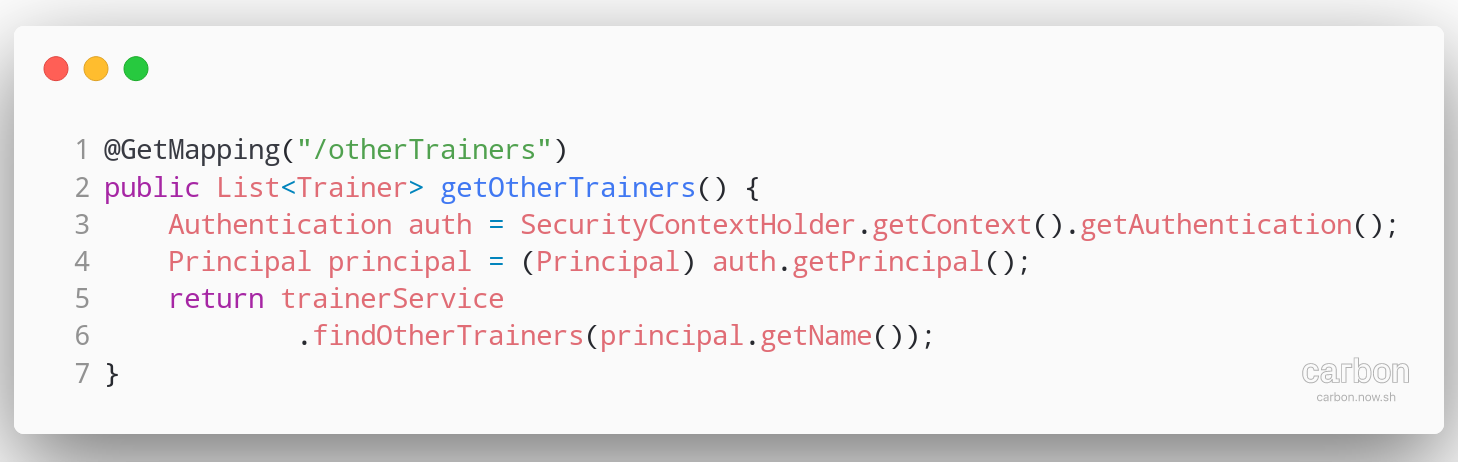 1 @GetMapping("/otherTrainers")
2 public List<Trainer> getOtherTrainers() {
3     Authentication auth = SecurityContextHolder.getContext().getAuthentication();
4     Principal principal = (Principal) auth.getPrincipal();
5     return trainerService
6             .findOtherTrainers(principal.getName());
7 }
carbon
carbon.now.sh